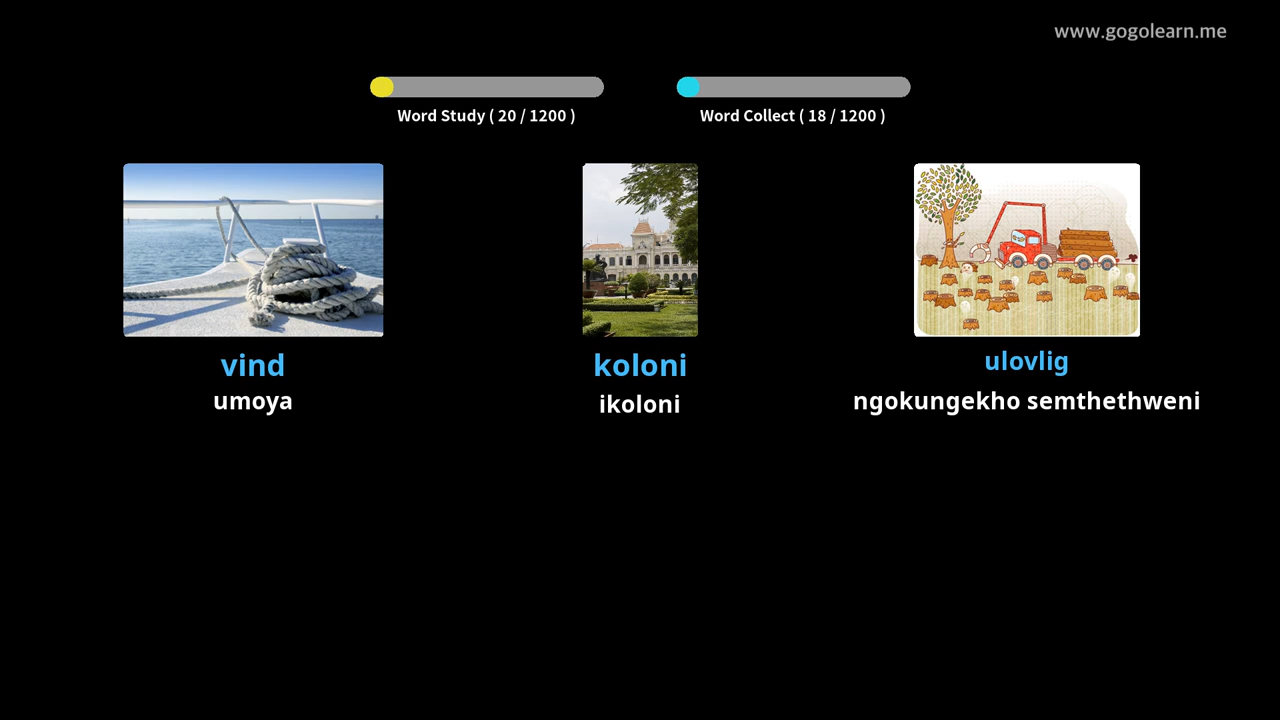 www.gogolearn.me
Word Study ( 20 / 1200 )
Word Collect ( 18 / 1200 )
vind
umoya
koloni
ikoloni
ulovlig
ngokungekho semthethweni